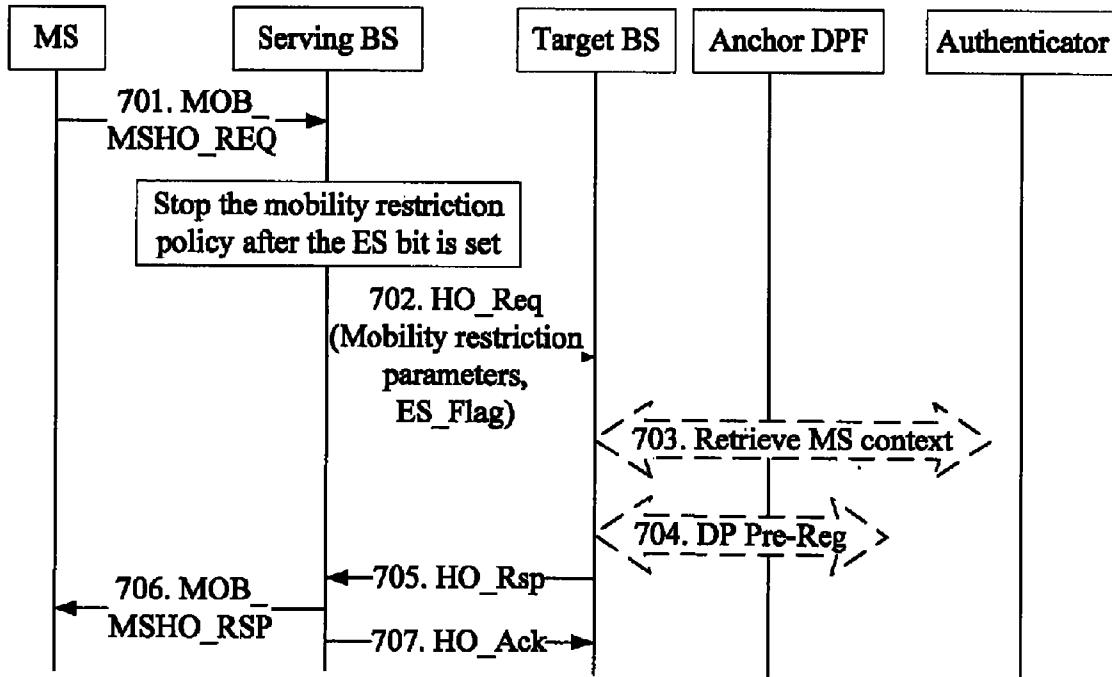 MS
Serving BS
Target BS
Anchor DPF
Authenticator
701. MOB_
MSHO_REQ
Stop the mobility restriction
policy after the ES bit is set
702. HO_Req
(Mobility restriction
parameters,
ES_Flag)
703. Retrieve MS context
704. DP Pre-Reg
705. HO_Rsp
706. MOB_
MSHO_RSP
707. HO_Ack